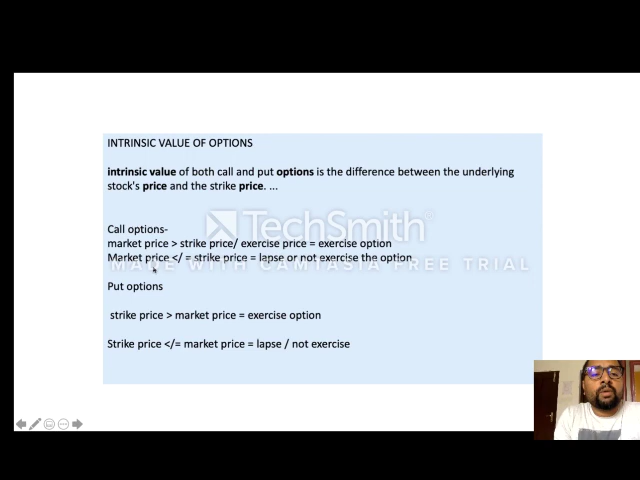 INTRINSIC VALUE OF OPTIONS
intrinsic value of both call and put options is the difference between the underlying
stock's price and the strike price. ...
TechSmith®
Call options-
market price > strike price/ exercise price = exercise option
Market price </ = strike price = lapse or not exercise the option
MADE WITH CAMTASIA FREE TRIAL
Put options
strike price > market price = exercise option
Strike price </= market price = lapse / not exercise